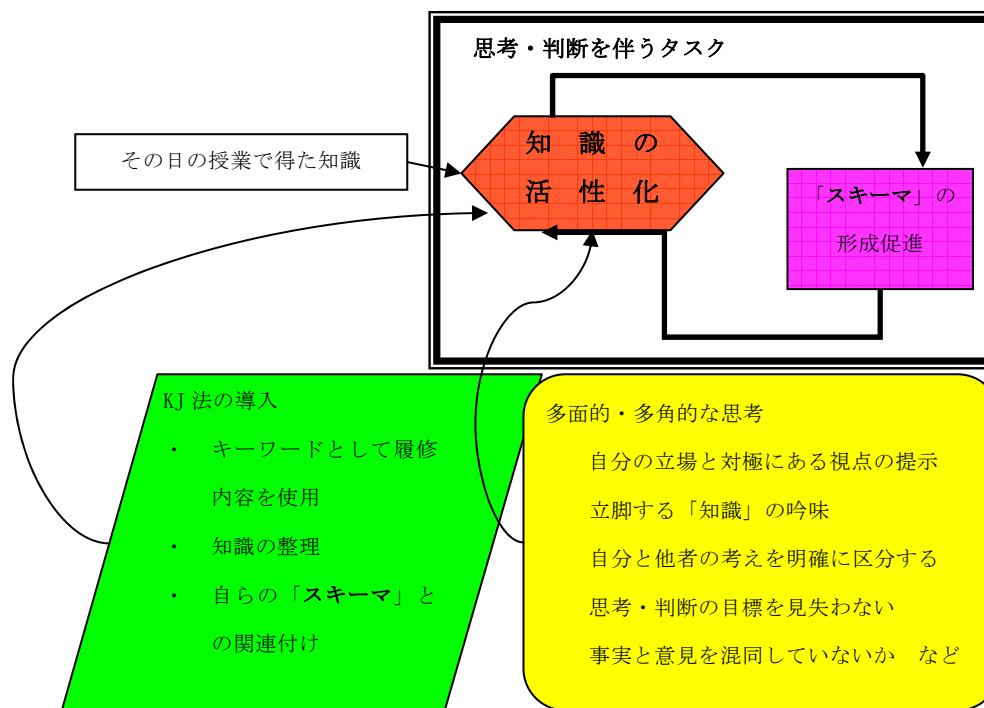 思考・判断を伴うタスク
知識の
活性化
その日の授業で得た知識
「スキーマ」の
形成促進
KJ法の導入
・ キーワードとして履修
内容を使用
・ 知識の整理
・ 自らの「スキーマ」と
の関連付け
多面的・多角的な思考
自分の立場と対極にある視点の提示
立脚する「知識」の吟味
自分と他者の考えを明確に区分する
思考・判断の目標を見失わない
事実と意見を混同していないか　など